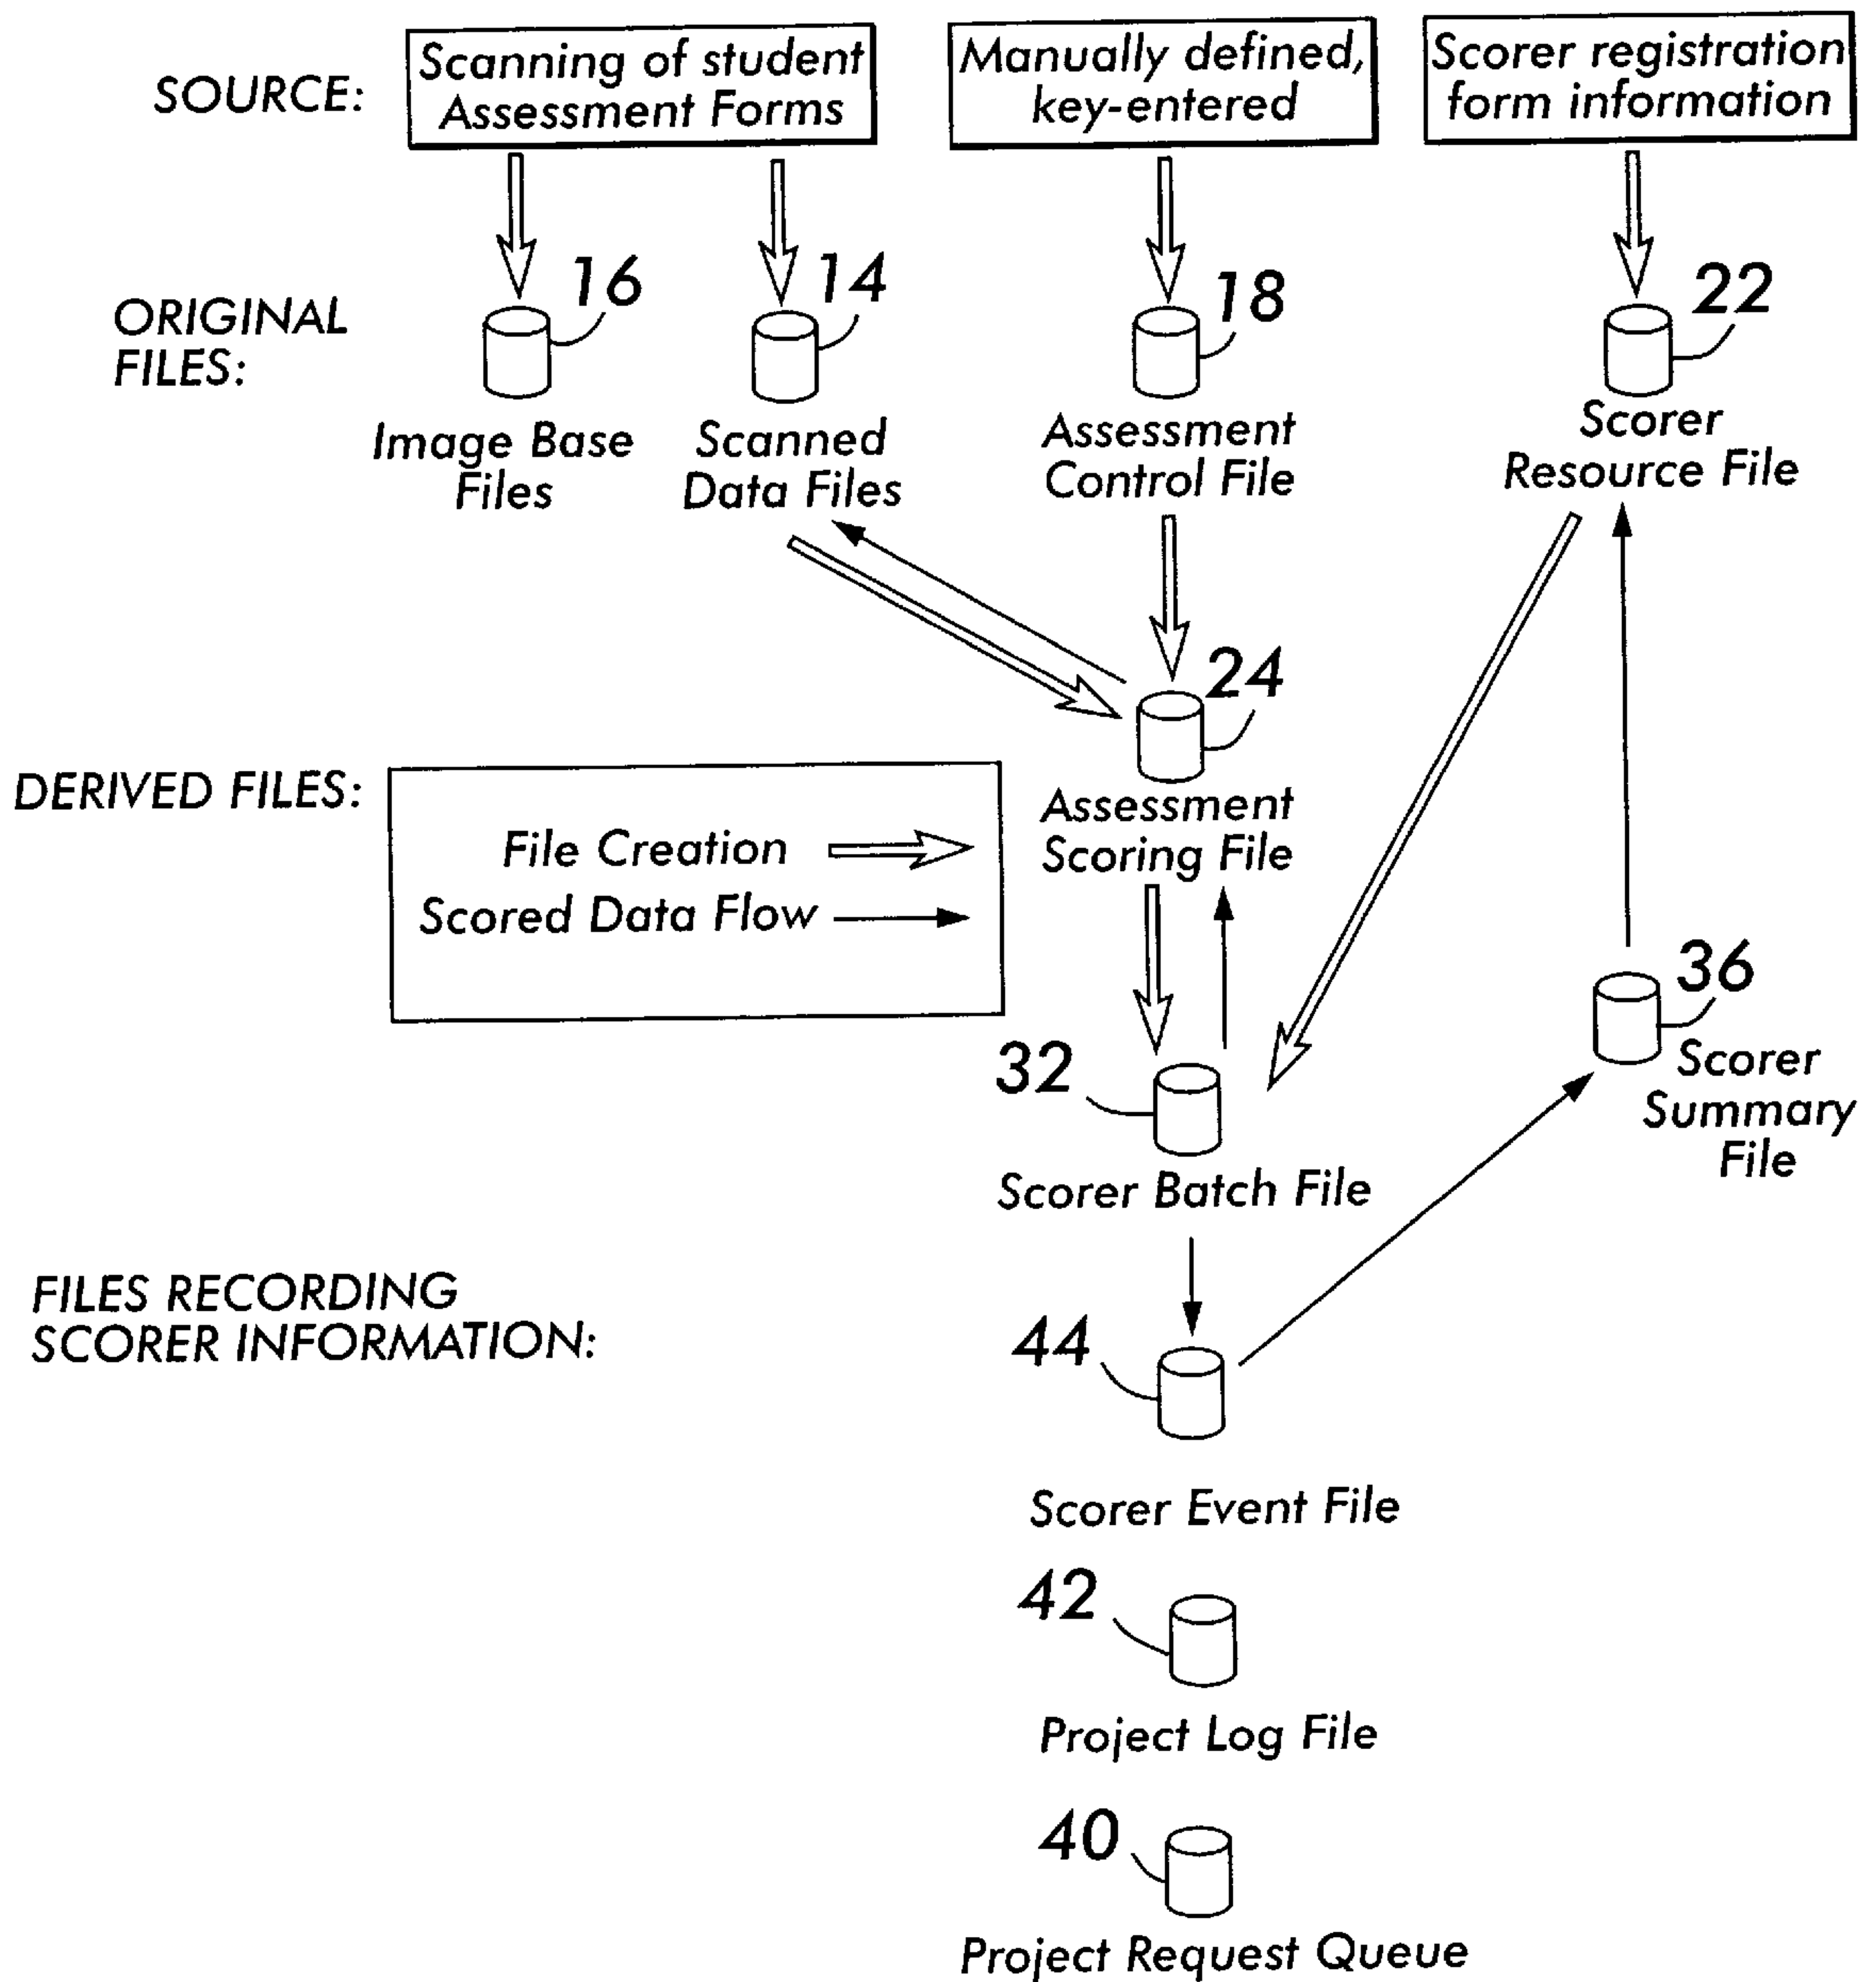 SOURCE:
Scanning of student
Assessment Forms
Manually defined,
key-entered
Scorer registration
form information
ORIGINAL
FILES:
16
14
18
22
Image Base
Files
Scanned
Data Files
Assessment
Control File
Scorer
Resource File
24
DERIVED FILES:
File Creation
Scored Data Flow
Assessment
Scoring File
36
Scorer
Summary
File
32
Scorer Batch File
FILES RECORDING
SCORER INFORMATION:
44
Scorer Event File
42
Project Log File
40
Project Request Queue